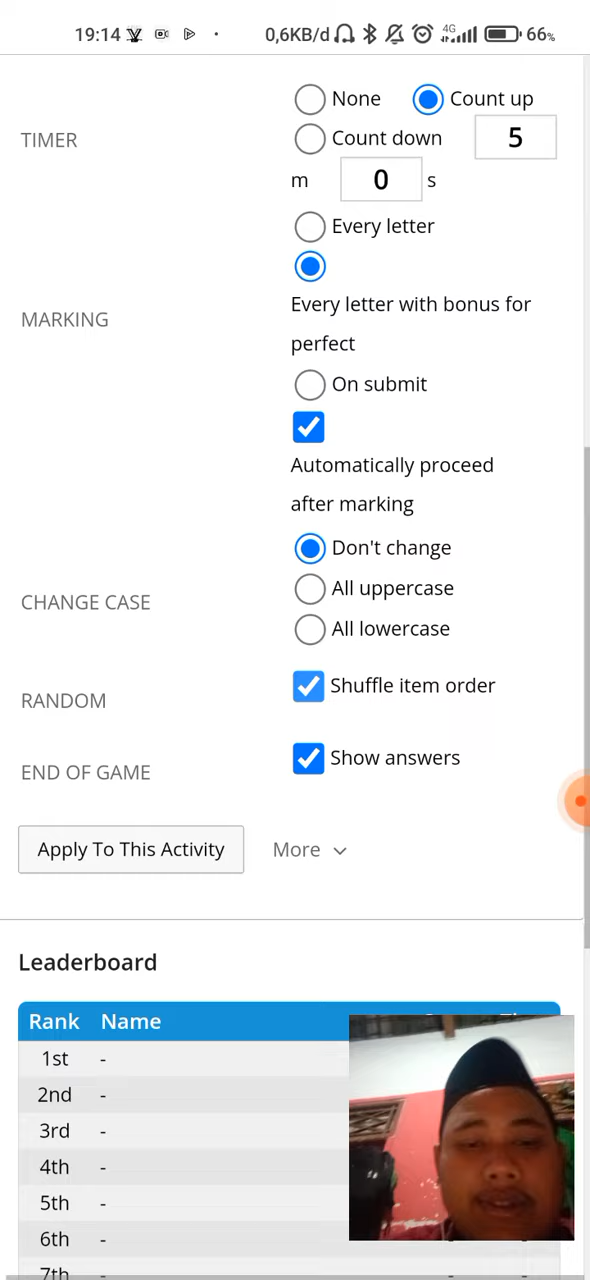 19:14 0,6KB/d 4G 66%
None Count up
TIMER Count down 5
m 0 s
Every letter
MARKING
Every letter with bonus for
perfect
On submit
Automatically proceed
after marking
Don't change
CHANGE CASE All uppercase
All lowercase
RANDOM Shuffle item order
END OF GAME Show answers
Apply To This Activity More
Leaderboard
Rank Name
1st -
2nd -
3rd -
4th -
5th -
6th - - -
7th - - -